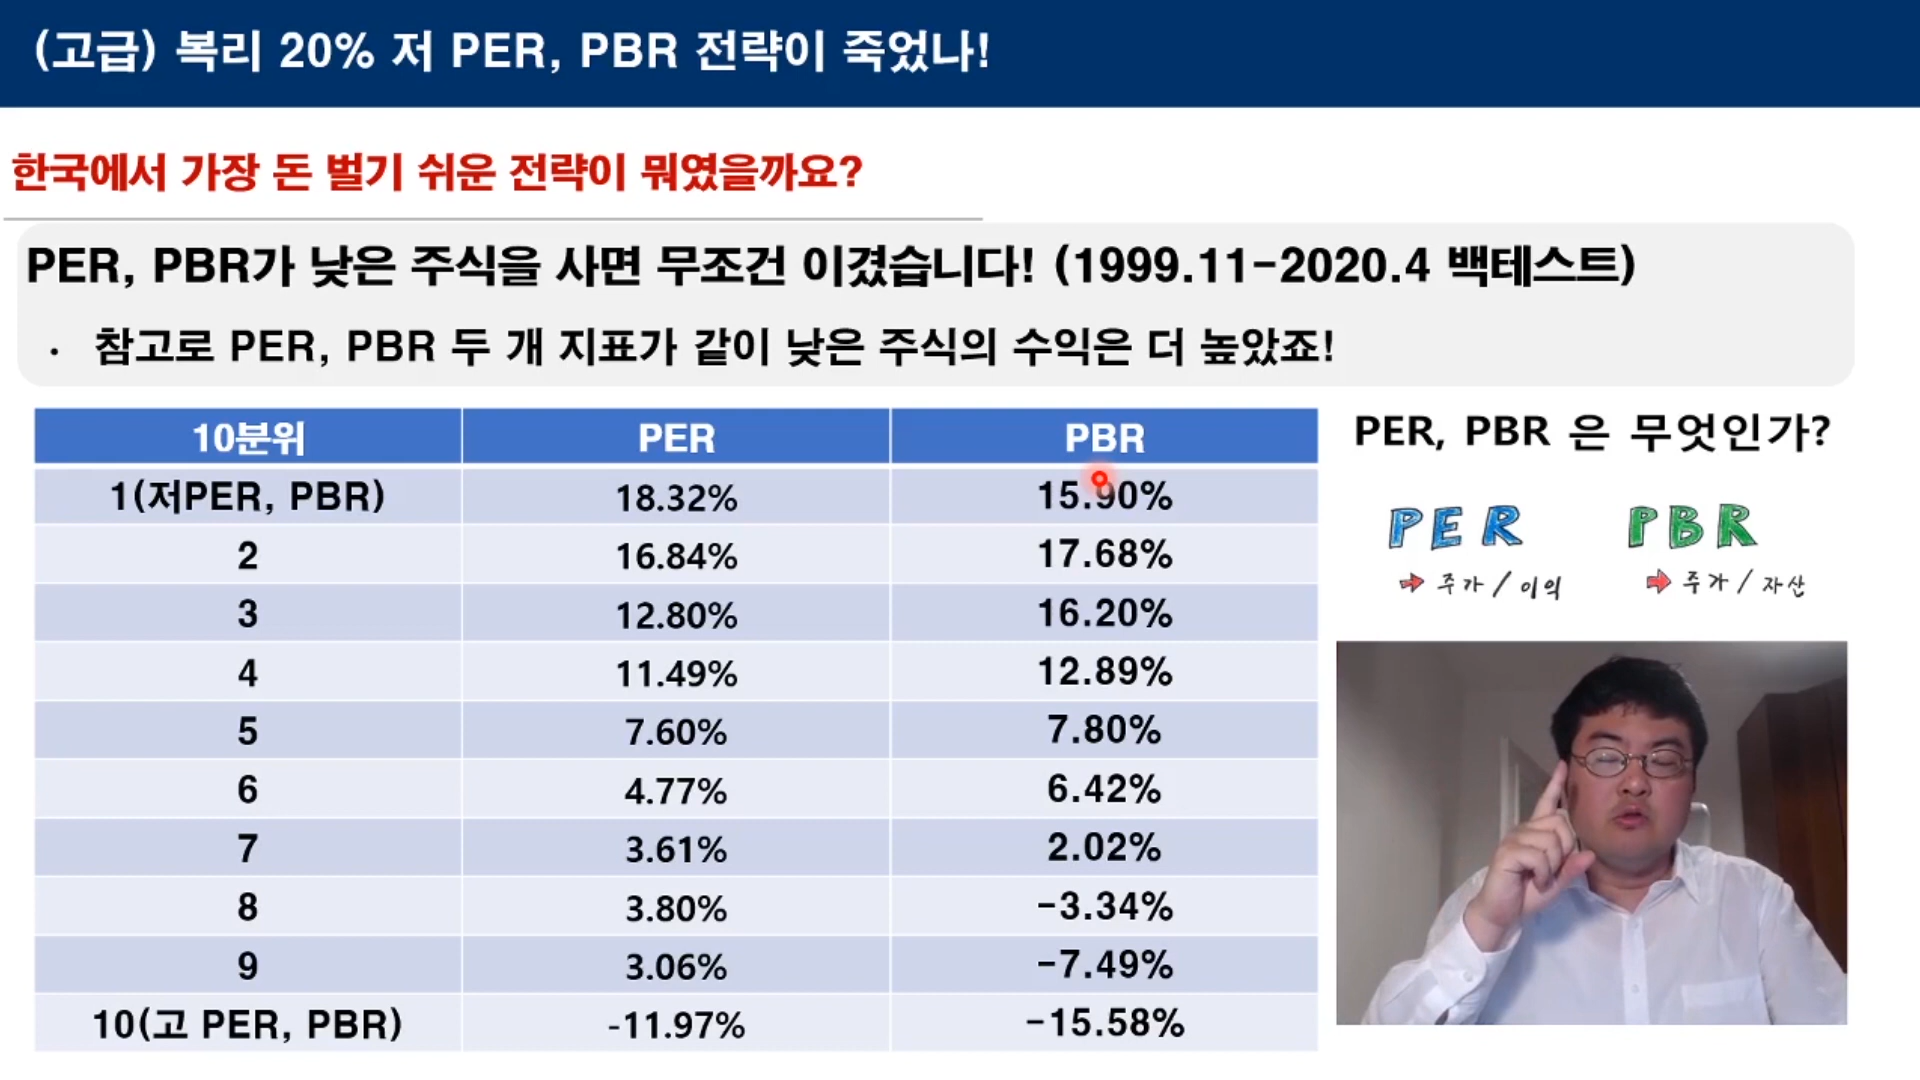 (고급) 복리 20% 저 PER, PBR 전략이 죽었나!
한국에서 가장 돈 벌기 쉬운 전략이 뭐였을까요?
PER, PBR가 낮은 주식을 사면 무조건 이겼습니다! (1999.11-2020.4 백테스트)
· 참고로 PER, PBR 두 개 지표가 같이 낮은 주식의 수익은 더 높았죠!
10분위 PER PBR
1(저PER, PBR) 18.32% 15.90%
2 16.84% 17.68%
3 12.80% 16.20%
4 11.49% 12.89%
5 7.60% 7.80%
6 4.77% 6.42%
7 3.61% 2.02%
8 3.80% -3.34%
9 3.06% -7.49%
10(고 PER, PBR) -11.97% -15.58%
PER, PBR 은 무엇인가?
PER PBR
➡ 주가 / 이익 ➡ 주가 / 자산